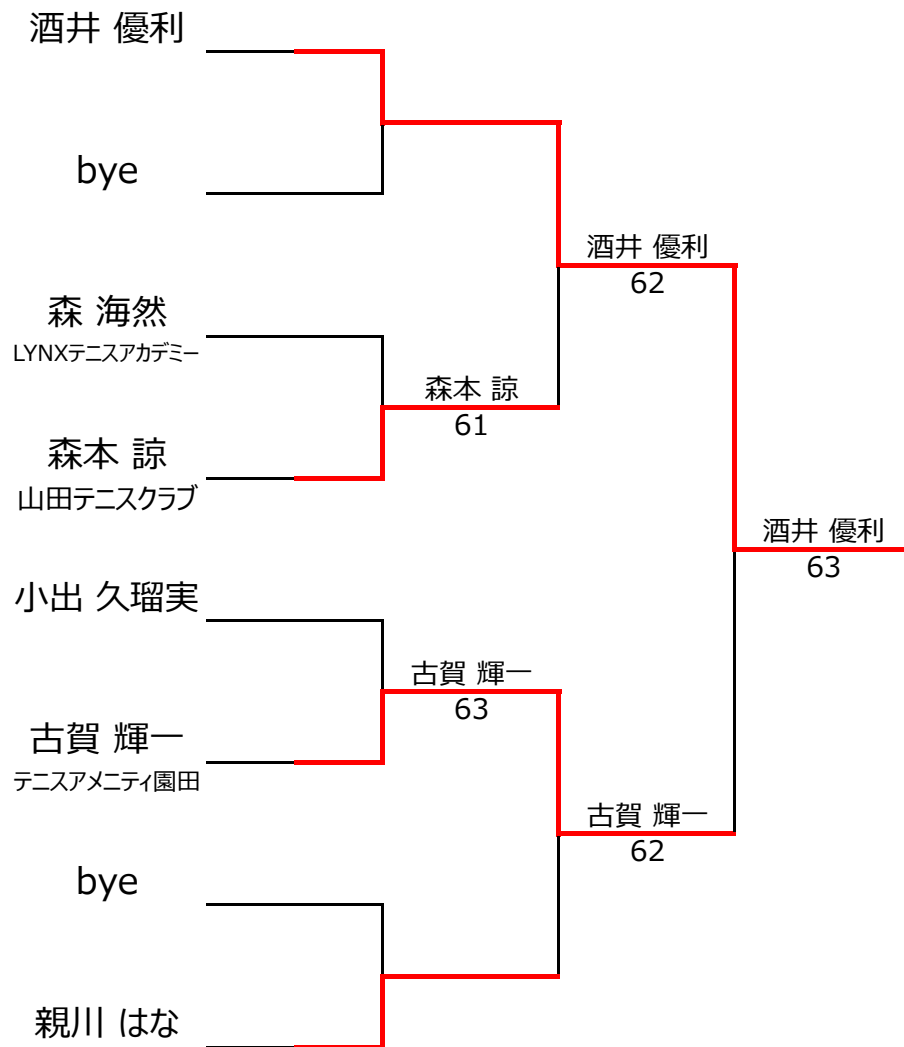 酒井 優利
bye
森 海然
LYNXテニスアカデミー
森本 諒
山田テニスクラブ
小出 久瑠実
古賀 輝一
テニスアメニティ園田
bye
親川 はな
森本 諒
61
古賀 輝一
63
酒井 優利
62
古賀 輝一
62
酒井 優利
63